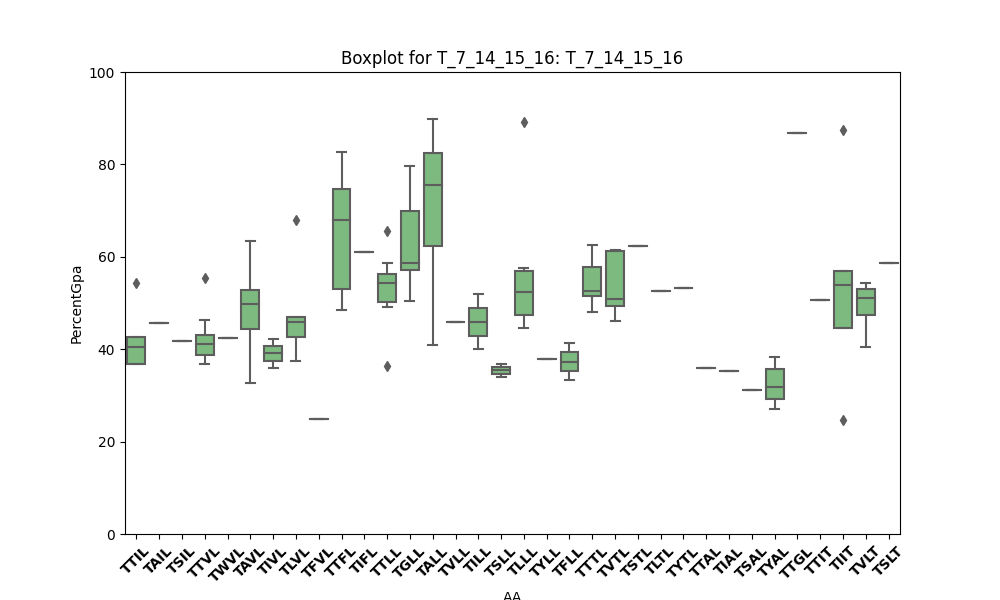 Boxplot for T_7_14_15_16: T_7_14_15_16
100
80
60
40
20
0
PercentGpa
TTIL TAIL TSIL TTVL TWVL TAVL TIVL TLVL TFVL TTFL TIFL TTLL TGLL TALL TVLL TILL TSLL TLLL TYLL TFLL TTTL TVTL TSTL TLTL TYTL TTAL TIAL TSAL TYAL TTGL TTIT TIIT TVLT TSLT
AA